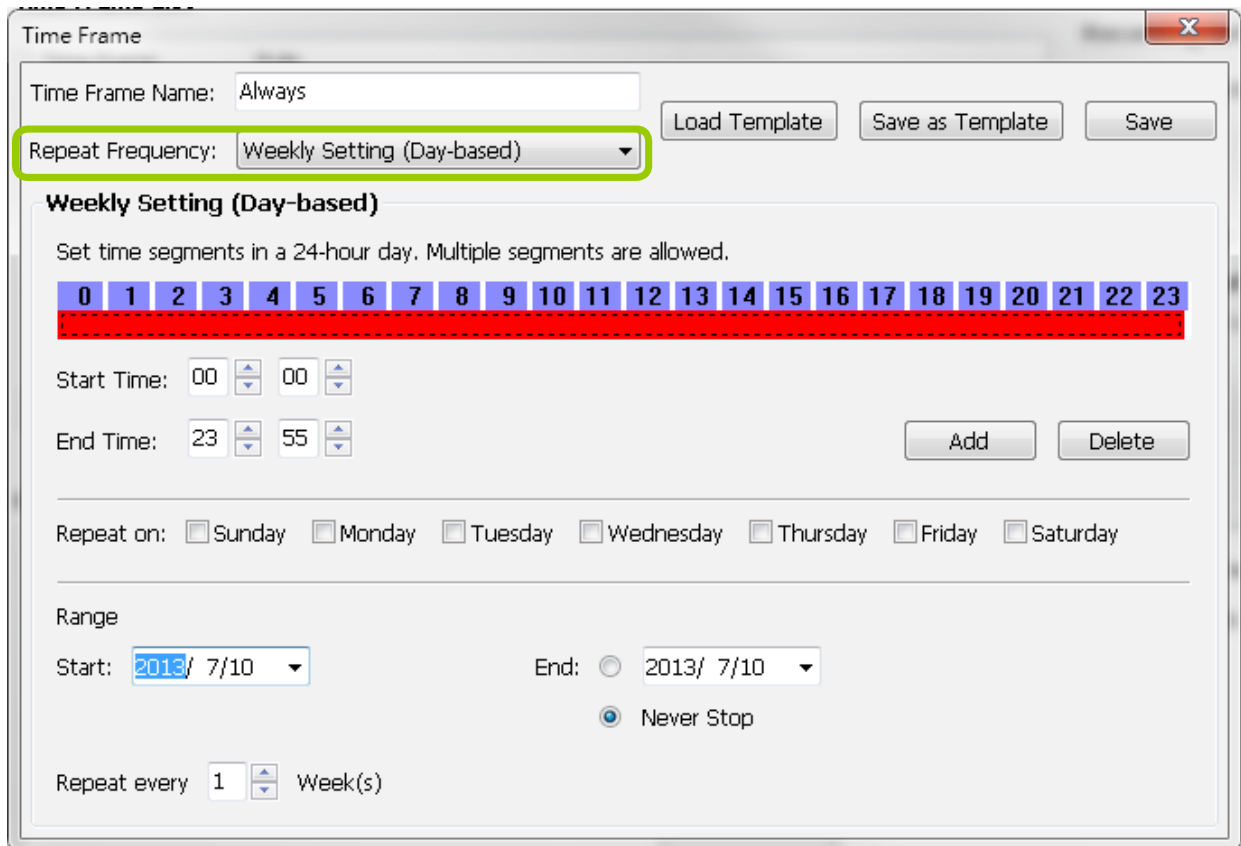 Time Frame
Time Frame Name: Always
Load Template Save as Template Save
Repeat Frequency: Weekly Setting (Day-based)
Weekly Setting (Day-based)
Set time segments in a 24-hour day. Multiple segments are allowed.
0 1 2 3 4 5 6 7 8 9 10 11 12 13 14 15 16 17 18 19 20 21 22 23
Start Time: 00 00
End Time: 23 55 Add Delete
Repeat on: Sunday Monday Tuesday Wednesday Thursday Friday Saturday
Range
Start: 2013/ 7/10 End: 2013/ 7/10
Never Stop
Repeat every 1 Week(s)